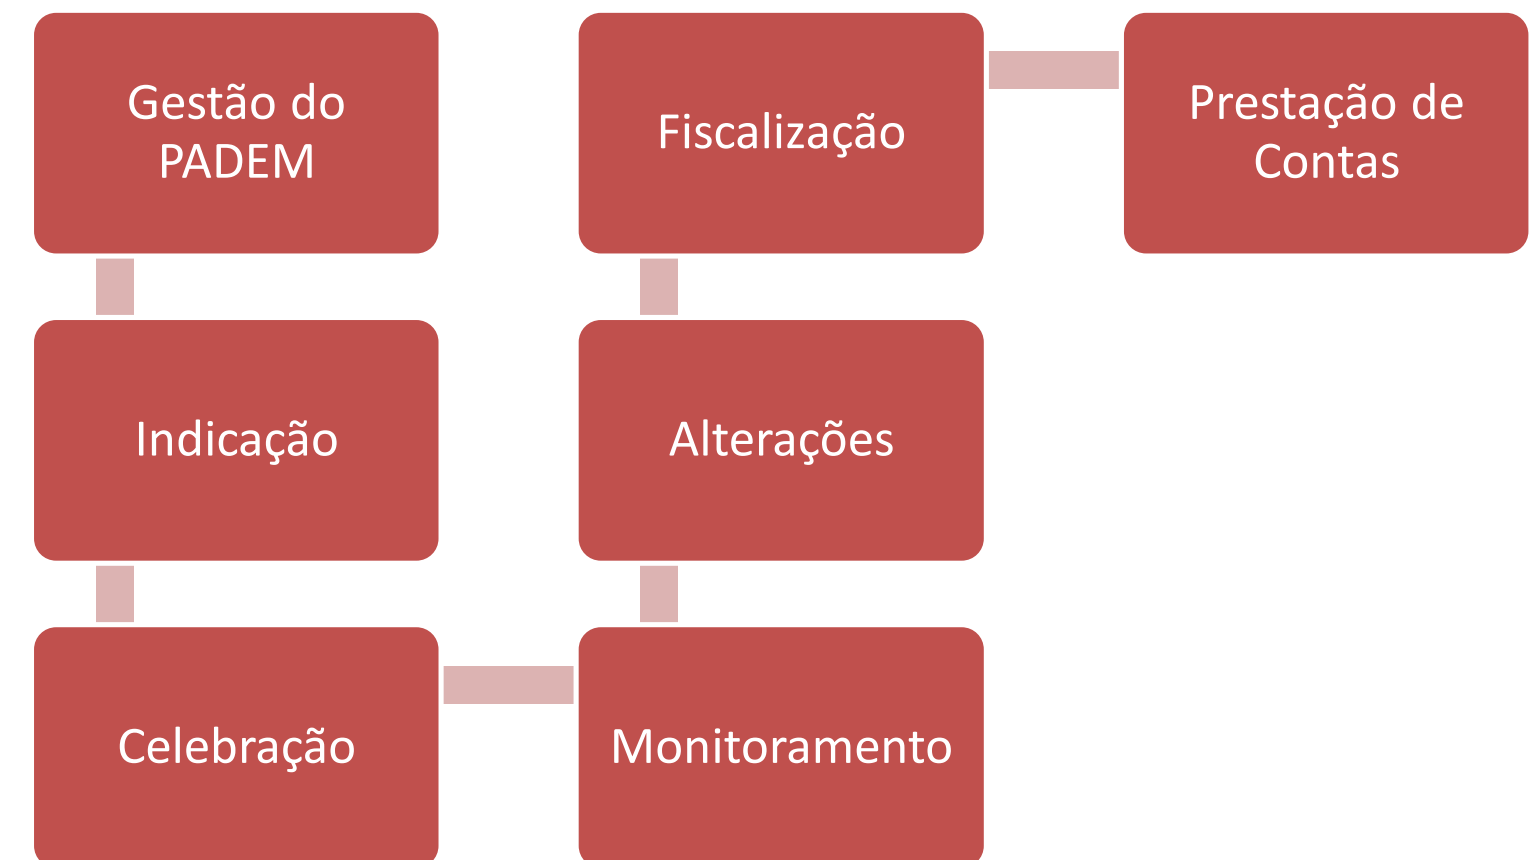 Gestão do
PADEM
Indicação
Celebração
Monitoramento
Alterações
Fiscalização
Prestação de
Contas